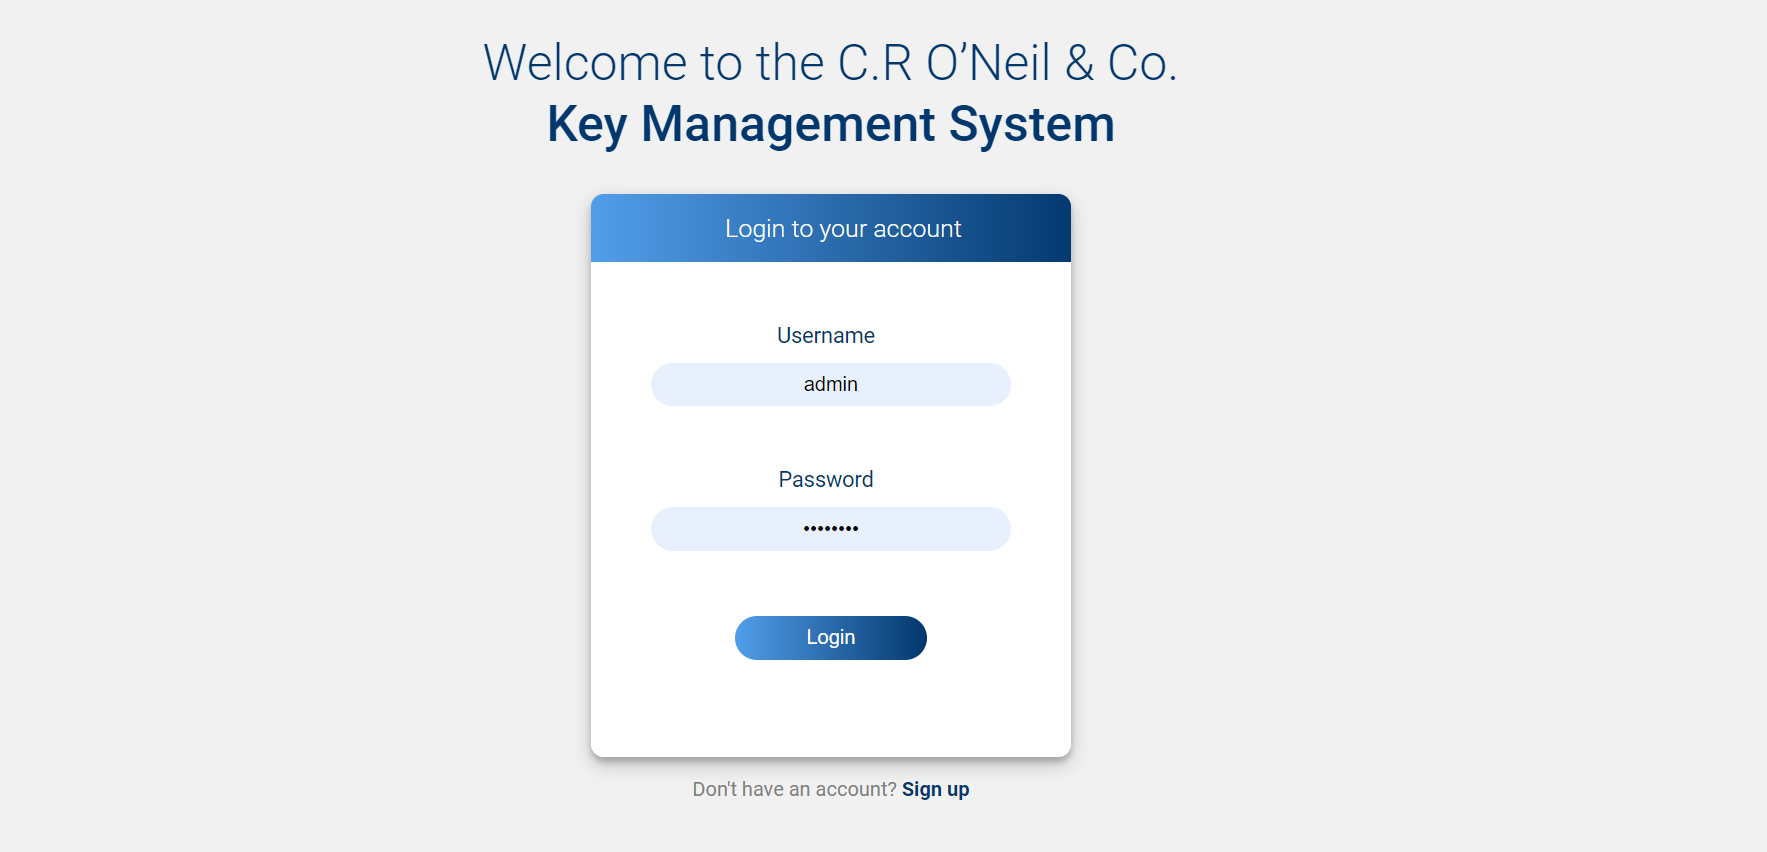 Welcome to the C.R O’Neil & Co.
Key Management System
Login to your account
Username
admin
Password
••••••••
Login
Don't have an account? Sign up